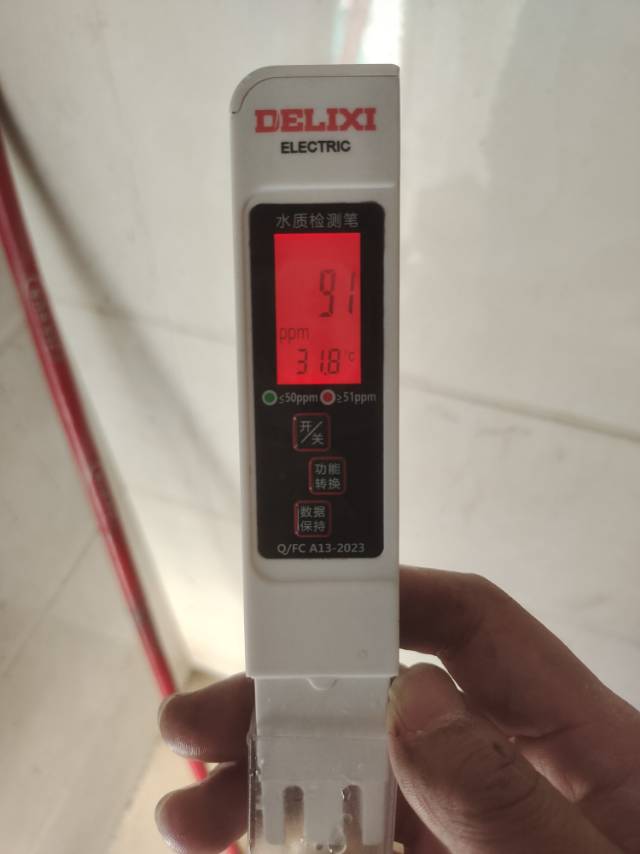 DELIXI
ELECTRIC
水质检测笔
91
ppm
31.8 °C
≤50ppm ≥51ppm
开/关
功能
转换
数据
保持
Q/FC A13-2023